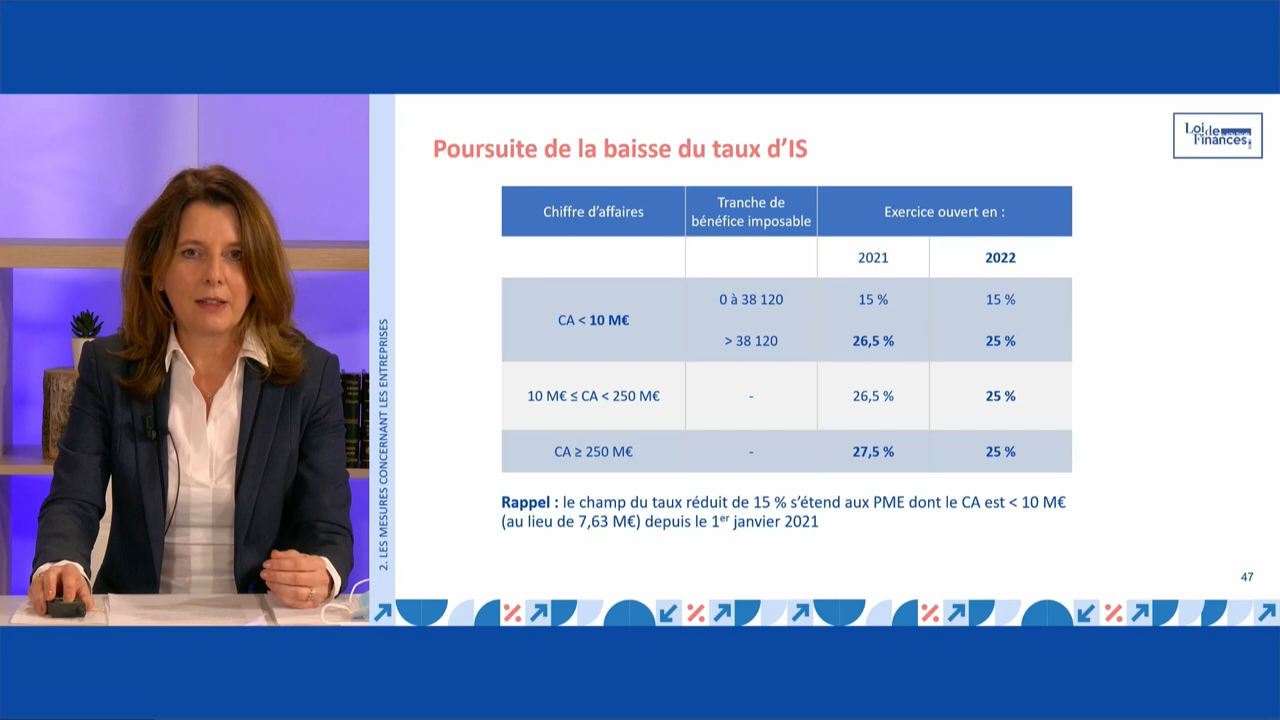 Poursuite de la baisse du taux d’IS
Loi de
Finances
Chiffre d’affaires
Tranche de
bénéfice imposable
Exercice ouvert en :
2021
2022
CA < 10 M€
0 à 38 120
15 %
15 %
> 38 120
26,5 %
25 %
10 M€ ≤ CA < 250 M€
-
26,5 %
25 %
CA ≥ 250 M€
-
27,5 %
25 %
Rappel : le champ du taux réduit de 15 % s’étend aux PME dont le CA est < 10 M€
(au lieu de 7,63 M€) depuis le 1er janvier 2021
2. LES MESURES CONCERNANT LES ENTREPRISES
47